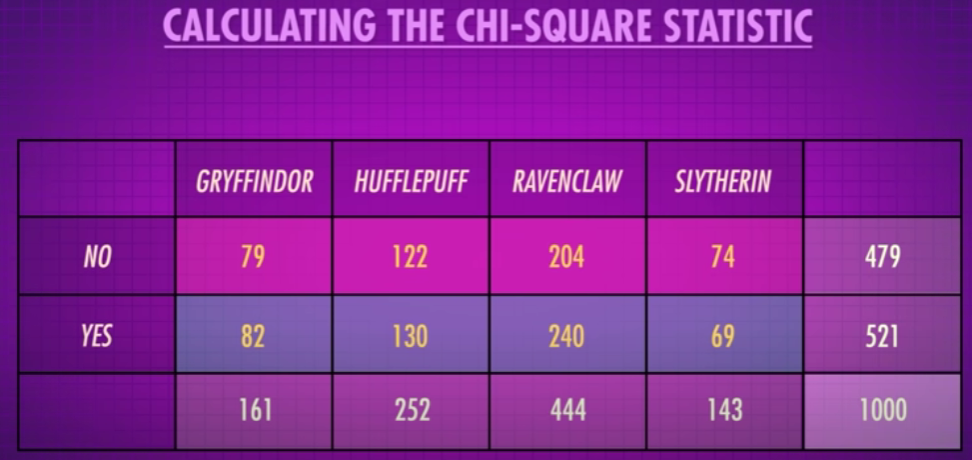 CALCULATING THE CHI-SQUARE STATISTIC
GRYFFINDOR HUFFLEPUFF RAVENCLAW SLYTHERIN
NO 79 122 204 74 479
YES 82 130 240 69 521
161 252 444 143 1000